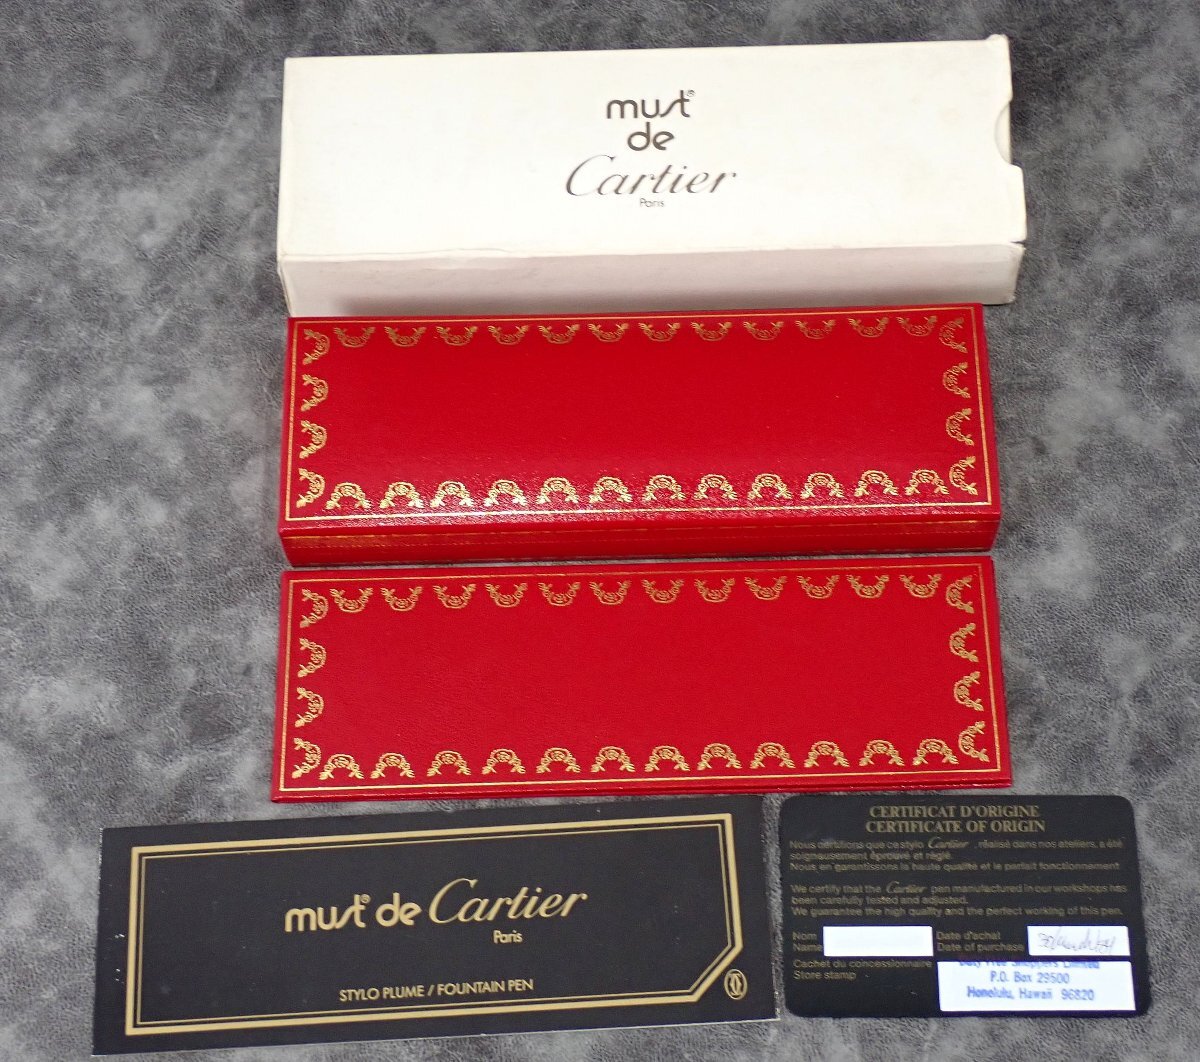 must®
de
Cartier
Paris
must® de Cartier
Paris
STYLO PLUME / FOUNTAIN PEN
CERTIFICAT D'ORIGINE
CERTIFICATE OF ORIGIN
Nous certifions que ce stylo Cartier, réalisé dans nos ateliers, a été
soigneusement éprouvé et réglé.
Nous en garantissons la haute qualité et le parfait fonctionnement
We certify that the Cartier pen manufactured in our workshops has
been carefully tested and adjusted.
We guarantee the high quality and the perfect working of this pen.
Nom
Name
Date d'achat
Date of purchase
Cachet du concessionnaire
Store stamp
Duty Free Shoppers Limited
P.O. Box 29500
Honolulu, Hawaii 96820